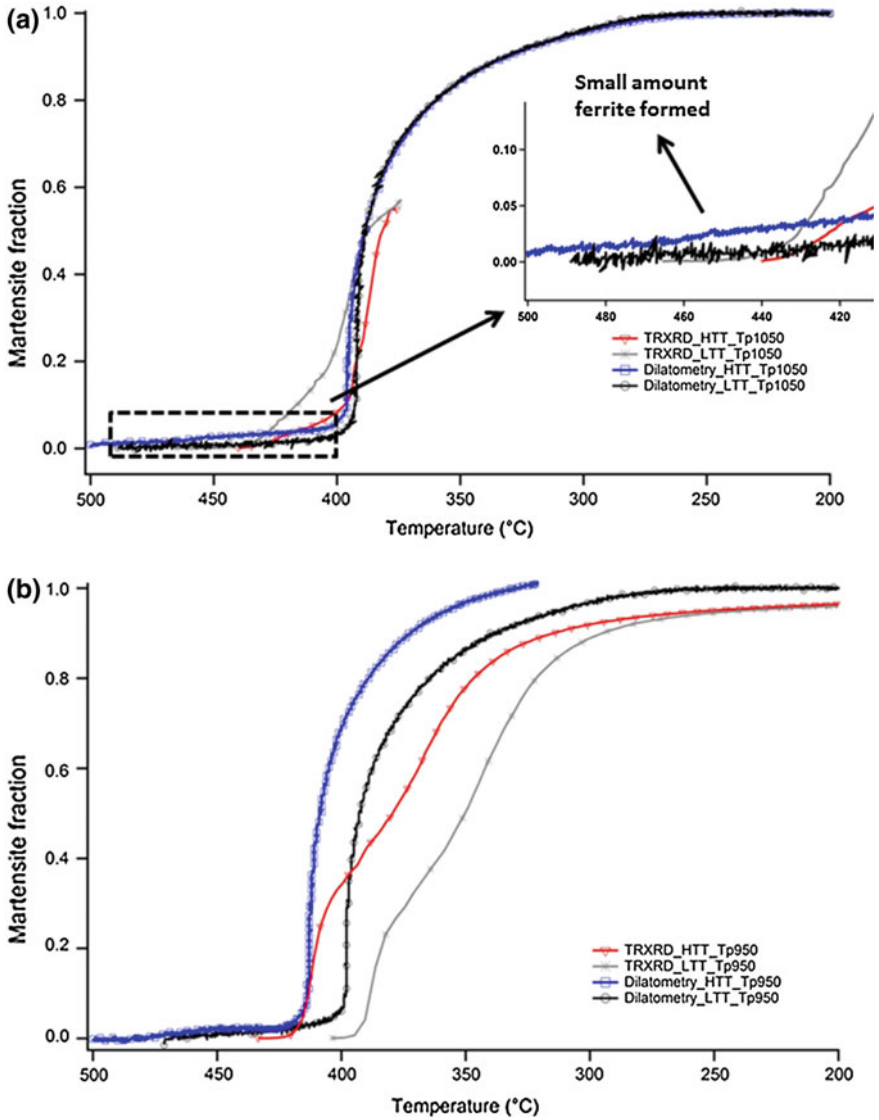 (a)
1.0
0.8
0.6
0.4
0.2
0.0
Martensite fraction
500
450
400
350
300
250
200
Temperature (°C)
Small amount
ferrite formed
0.10
0.05
0.00
500
480
460
440
420
TRXRD_HTT_Tp1050
TRXRD_LTT_Tp1050
Dilatometry_HTT_Tp1050
Dilatometry_LTT_Tp1050
(b)
1.0
0.8
0.6
0.4
0.2
0.0
Martensite fraction
500
450
400
350
300
250
200
Temperature (°C)
TRXRD_HTT_Tp950
TRXRD_LTT_Tp950
Dilatometry_HTT_Tp950
Dilatometry_LTT_Tp950